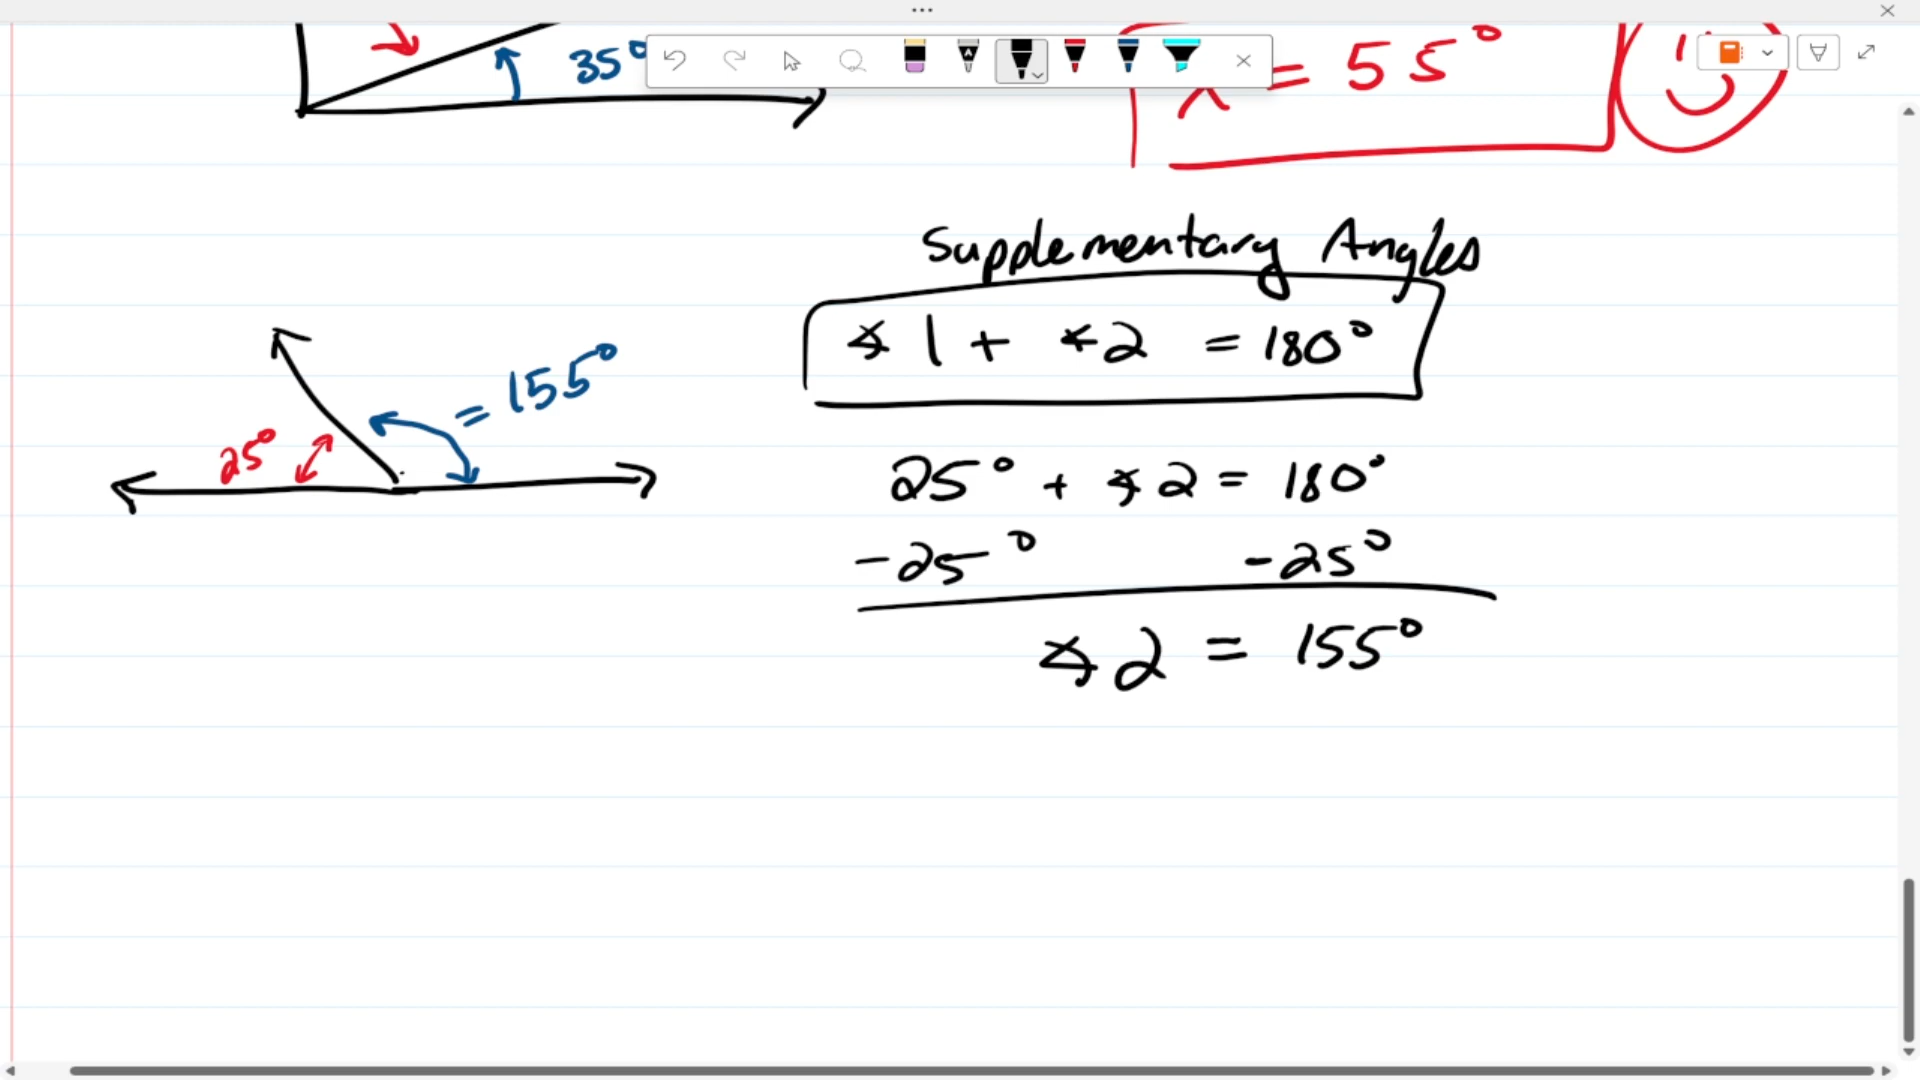 35°
x = 55°
Supplementary Angles
∡ 1 + ∡ 2 = 180°
25°
= 155°
25° + ∡ 2 = 180°
-25° -25°
∡ 2 = 155°